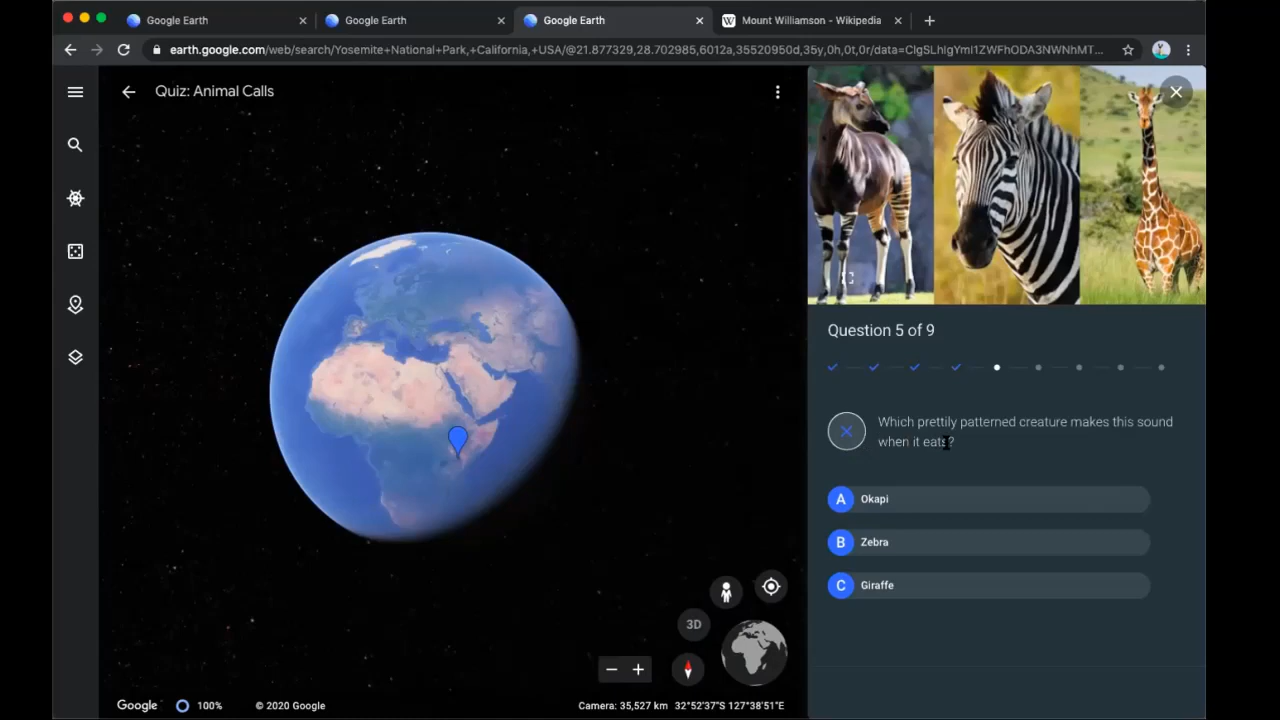 Google Earth
Google Earth
Google Earth
W Mount Williamson - Wikipedia
earth.google.com/web/search/Yosemite+National+Park,+California,+USA/@21.877329,28.702985,6012a,35520950d,35y,0h,0t,0r/data=CIgSLhIgYmI1ZWFhODA3NWNhMT...
Quiz: Animal Calls
Question 5 of 9
Which prettily patterned creature makes this sound
when it eats?
A Okapi
B Zebra
C Giraffe
3D
Google 100% © 2020 Google Camera: 35,527 km 32°52'37"S 127°38'51"E